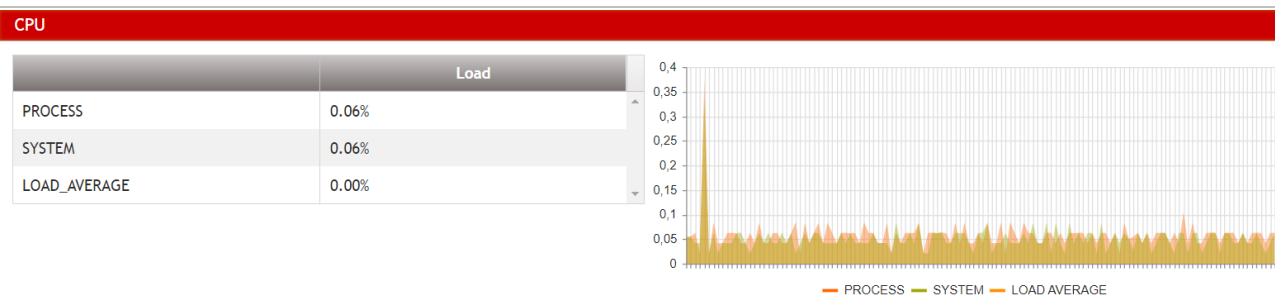 CPU
Load
PROCESS 0.06%
SYSTEM 0.06%
LOAD_AVERAGE 0.00%
0,4
0,35
0,3
0,25
0,2
0,15
0,1
0,05
0
PROCESS SYSTEM LOAD AVERAGE